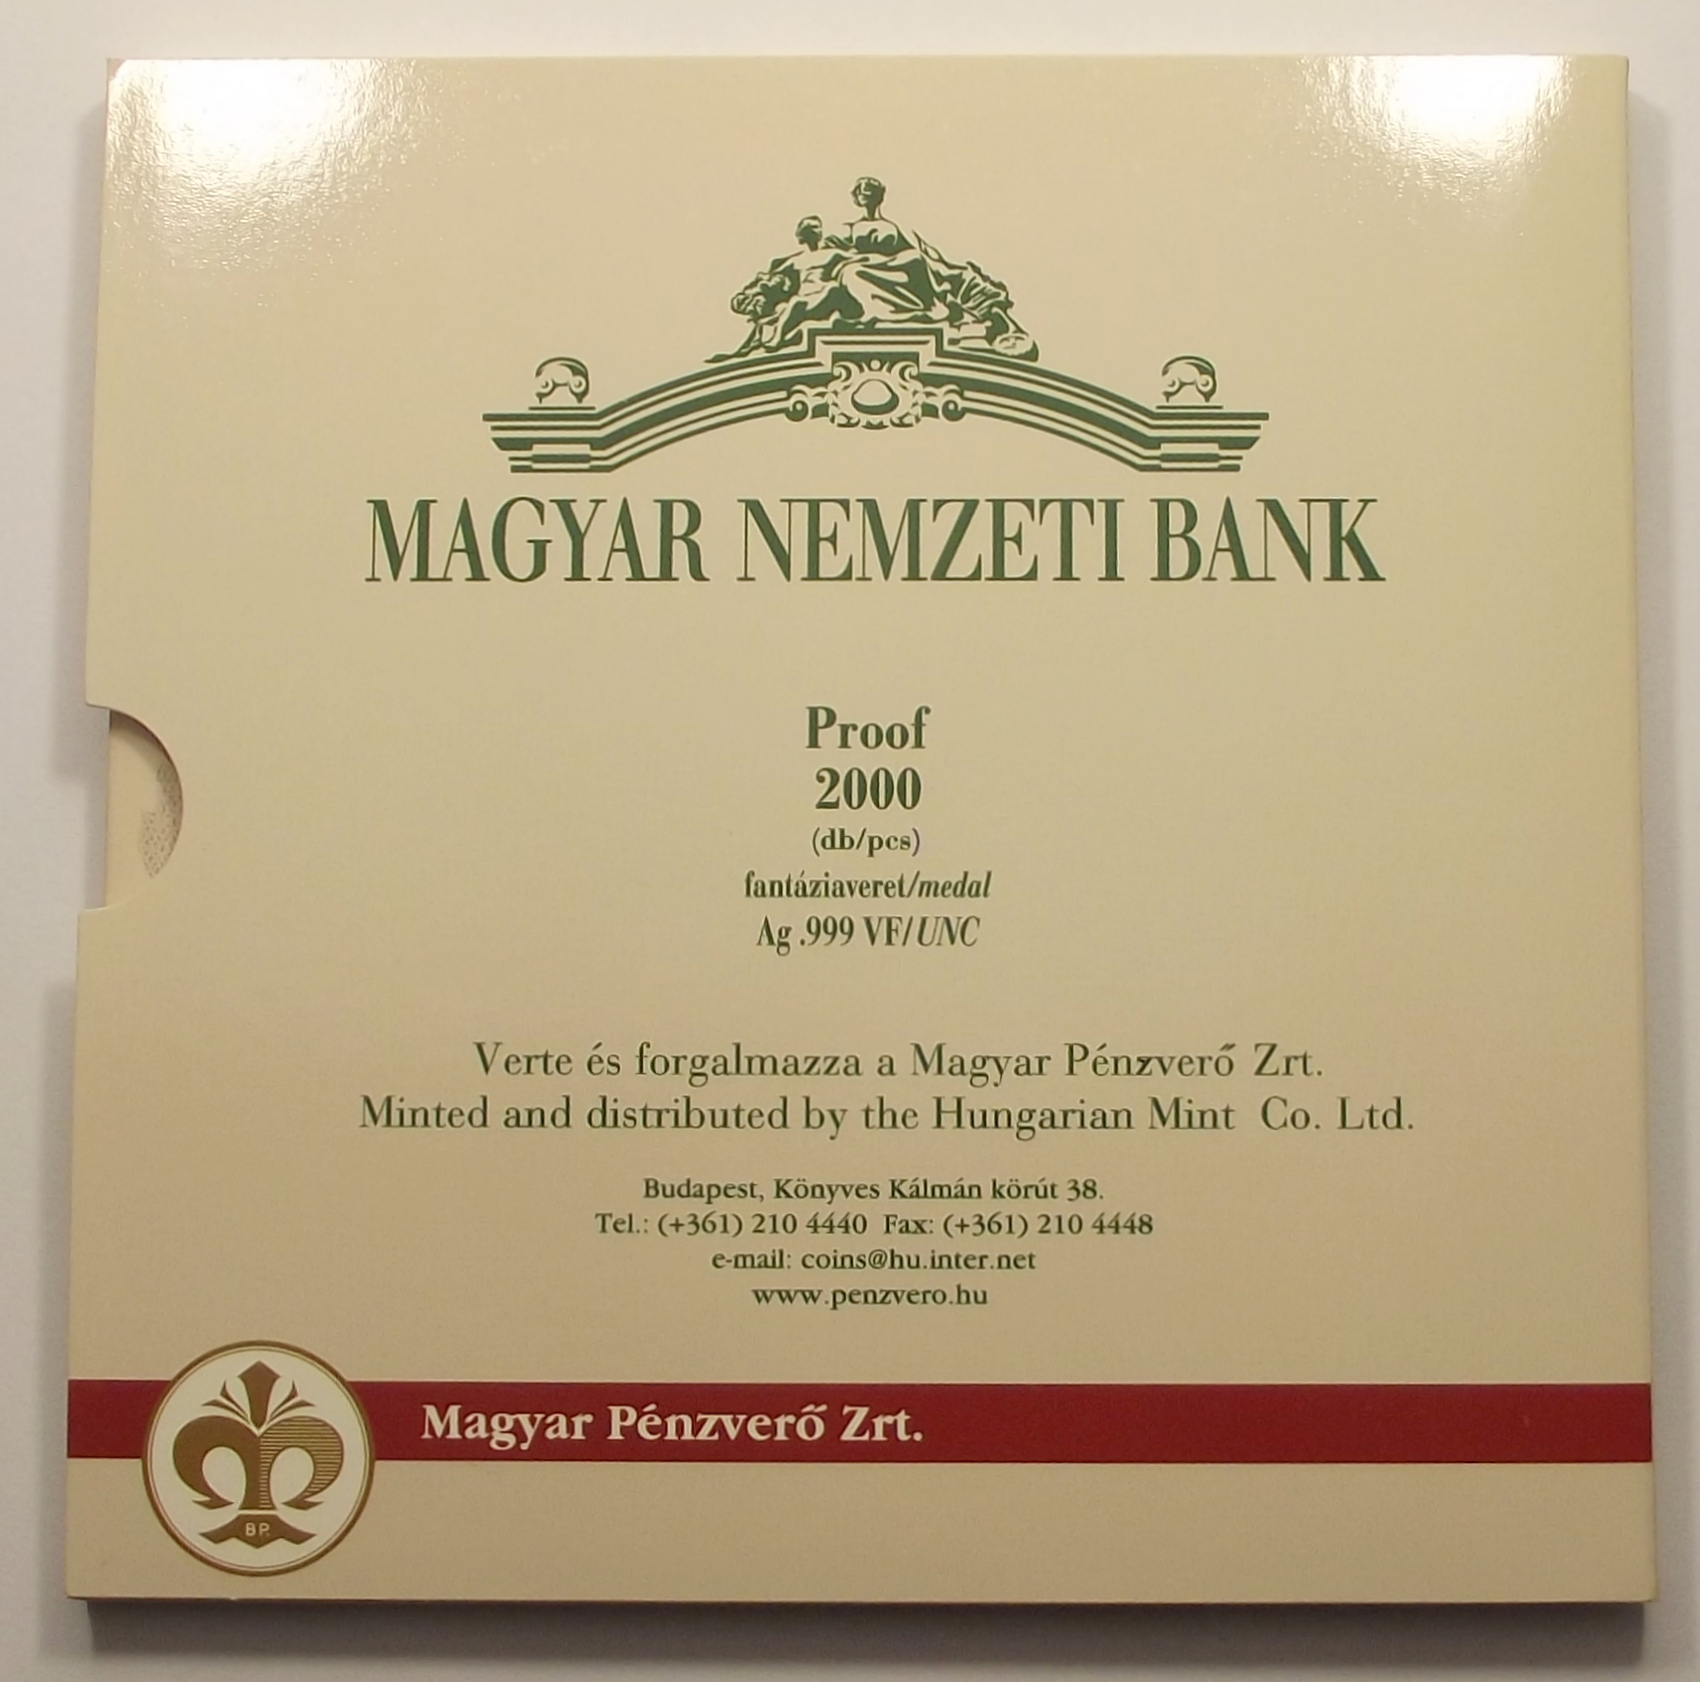 MAGYAR NEMZETI BANK
Proof
2000
(db/pcs)
fantáziaveret/medal
Ag .999 VF/UNC
Verte és forgalmazza a Magyar Pénzverő Zrt.
Minted and distributed by the Hungarian Mint Co. Ltd.
Budapest, Könyves Kálmán körút 38.
Tel.: (+361) 210 4440 Fax: (+361) 210 4448
e-mail: coins@hu.inter.net
www.penzvero.hu
Magyar Pénzverő Zrt.
BP.